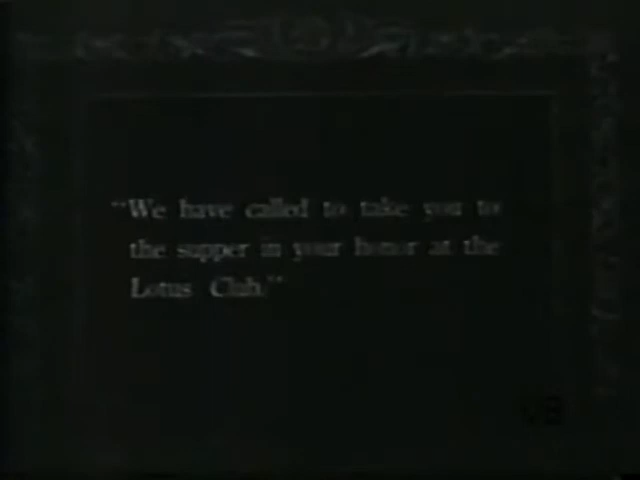 "We have called to take you to
the supper in your honor at the
Lotus Club."